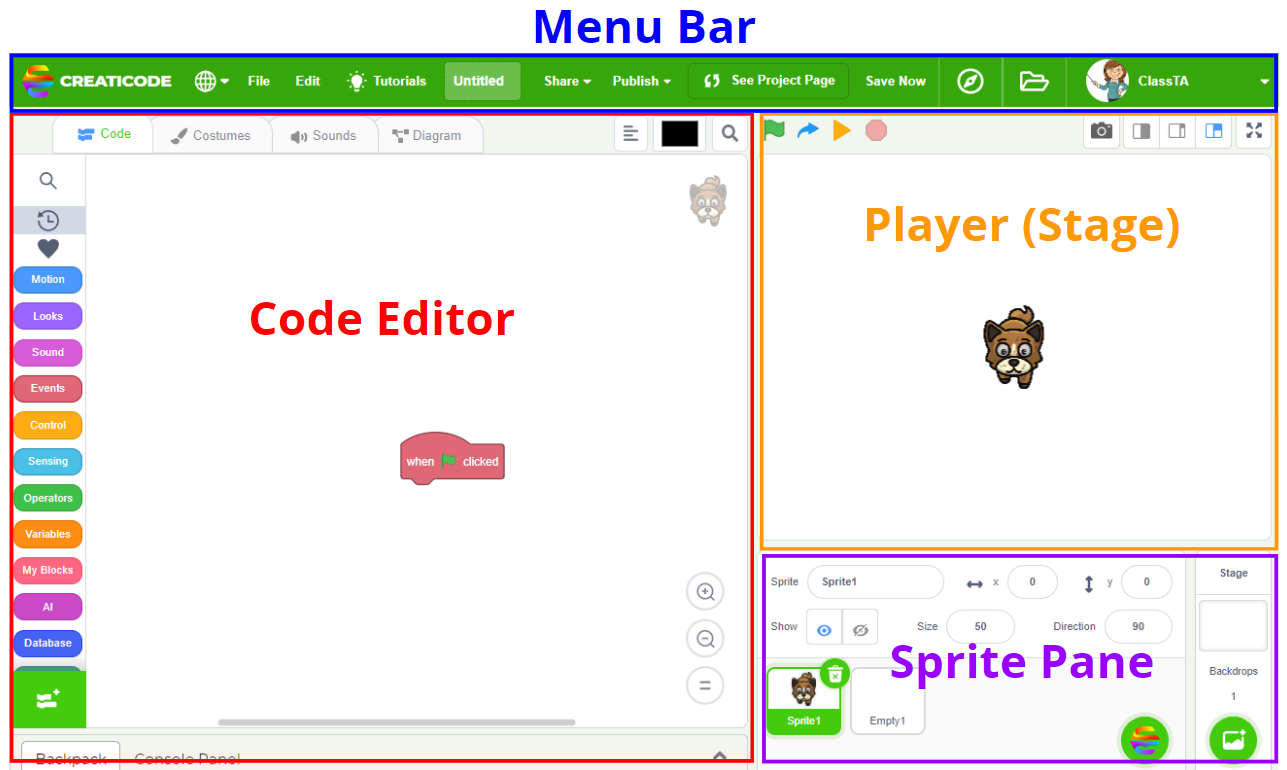 Menu Bar
CREATICODE File Edit Tutorials Untitled Share Publish See Project Page Save Now ClassTA
Code Costumes Sounds Diagram
Player (Stage)
Motion
Code Editor
Looks
Sound
Events
Control
when clicked
Sensing
Operators
Variables
My Blocks
AI
Database
Sprite Sprite1 x 0 y 0
Stage
Show Size 50 Direction 90
Sprite Pane
Backdrops
1
Sprite1 Empty1
Backpack Console Panel